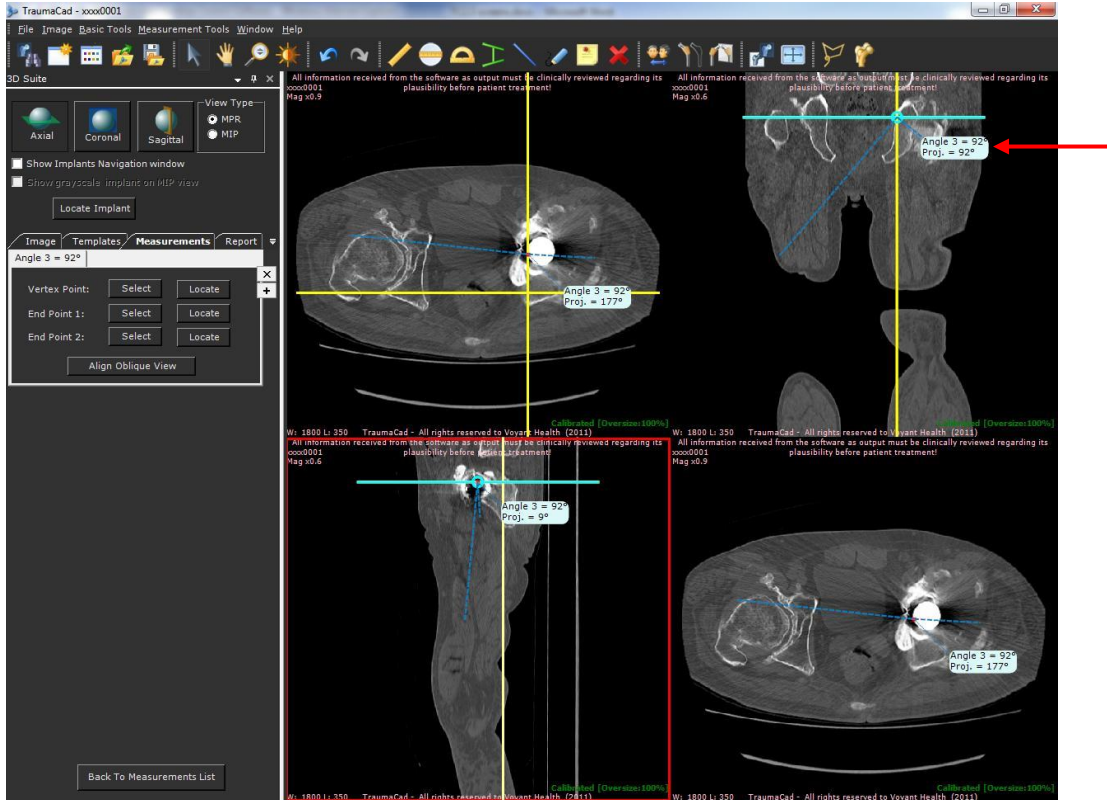 TraumaCad - xxxx0001
File Image Basic Tools Measurement Tools Window Help
3D Suite
Axial
Coronal
Sagittal
View Type
MPR
MIP
Show Implants Navigation window
Show grayscale implant on MIP view
Locate Implant
Image Templates Measurements Report
Angle 3 = 92°
Vertex Point: Select Locate
End Point 1: Select Locate
End Point 2: Select Locate
Align Oblique View
Back To Measurements List
All information received from the software as output must be clinically reviewed regarding its
plausibility before patient treatment!
xxxx0001
Mag x0.9
Angle 3 = 92°
Proj. = 177°
Calibrated [Oversize:100%]
W: 1800 L: 350 TraumaCad - All rights reserved to Voyant Health (2011)
All information received from the software as output must be clinically reviewed regarding its
plausibility before patient treatment!
xxxx0001
Mag x0.6
Angle 3 = 92°
Proj. = 92°
Calibrated [Oversize:100%]
W: 1800 L: 350 TraumaCad - All rights reserved to Voyant Health (2011)
All information received from the software as output must be clinically reviewed regarding its
plausibility before patient treatment!
xxxx0001
Mag x0.6
Angle 3 = 92°
Proj. = 9°
Calibrated [Oversize:100%]
W: 1800 L: 350 TraumaCad - All rights reserved to Voyant Health (2011)
All information received from the software as output must be clinically reviewed regarding its
plausibility before patient treatment!
xxxx0001
Mag x0.9
Angle 3 = 92°
Proj. = 177°
Calibrated [Oversize:100%]
W: 1800 L: 350 TraumaCad - All rights reserved to Voyant Health (2011)